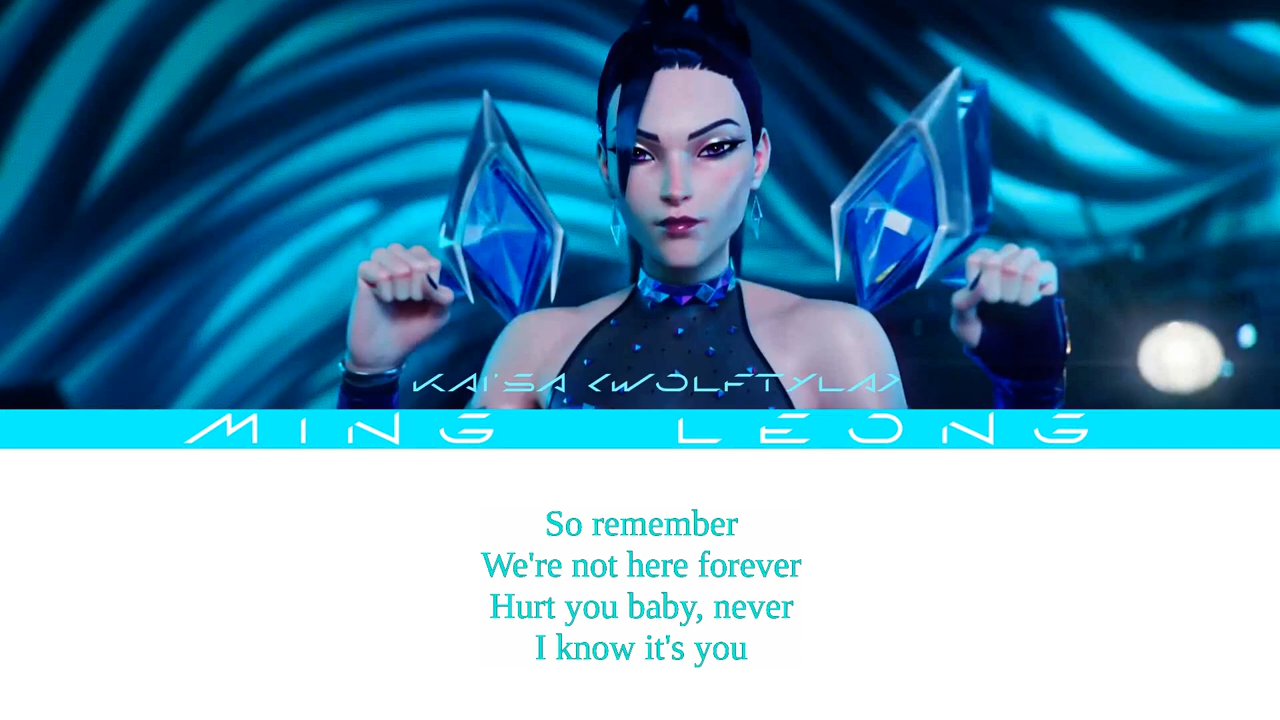 KAI'SA (WOLFTYLA)
MING LEONG
So remember
We're not here forever
Hurt you baby, never
I know it's you